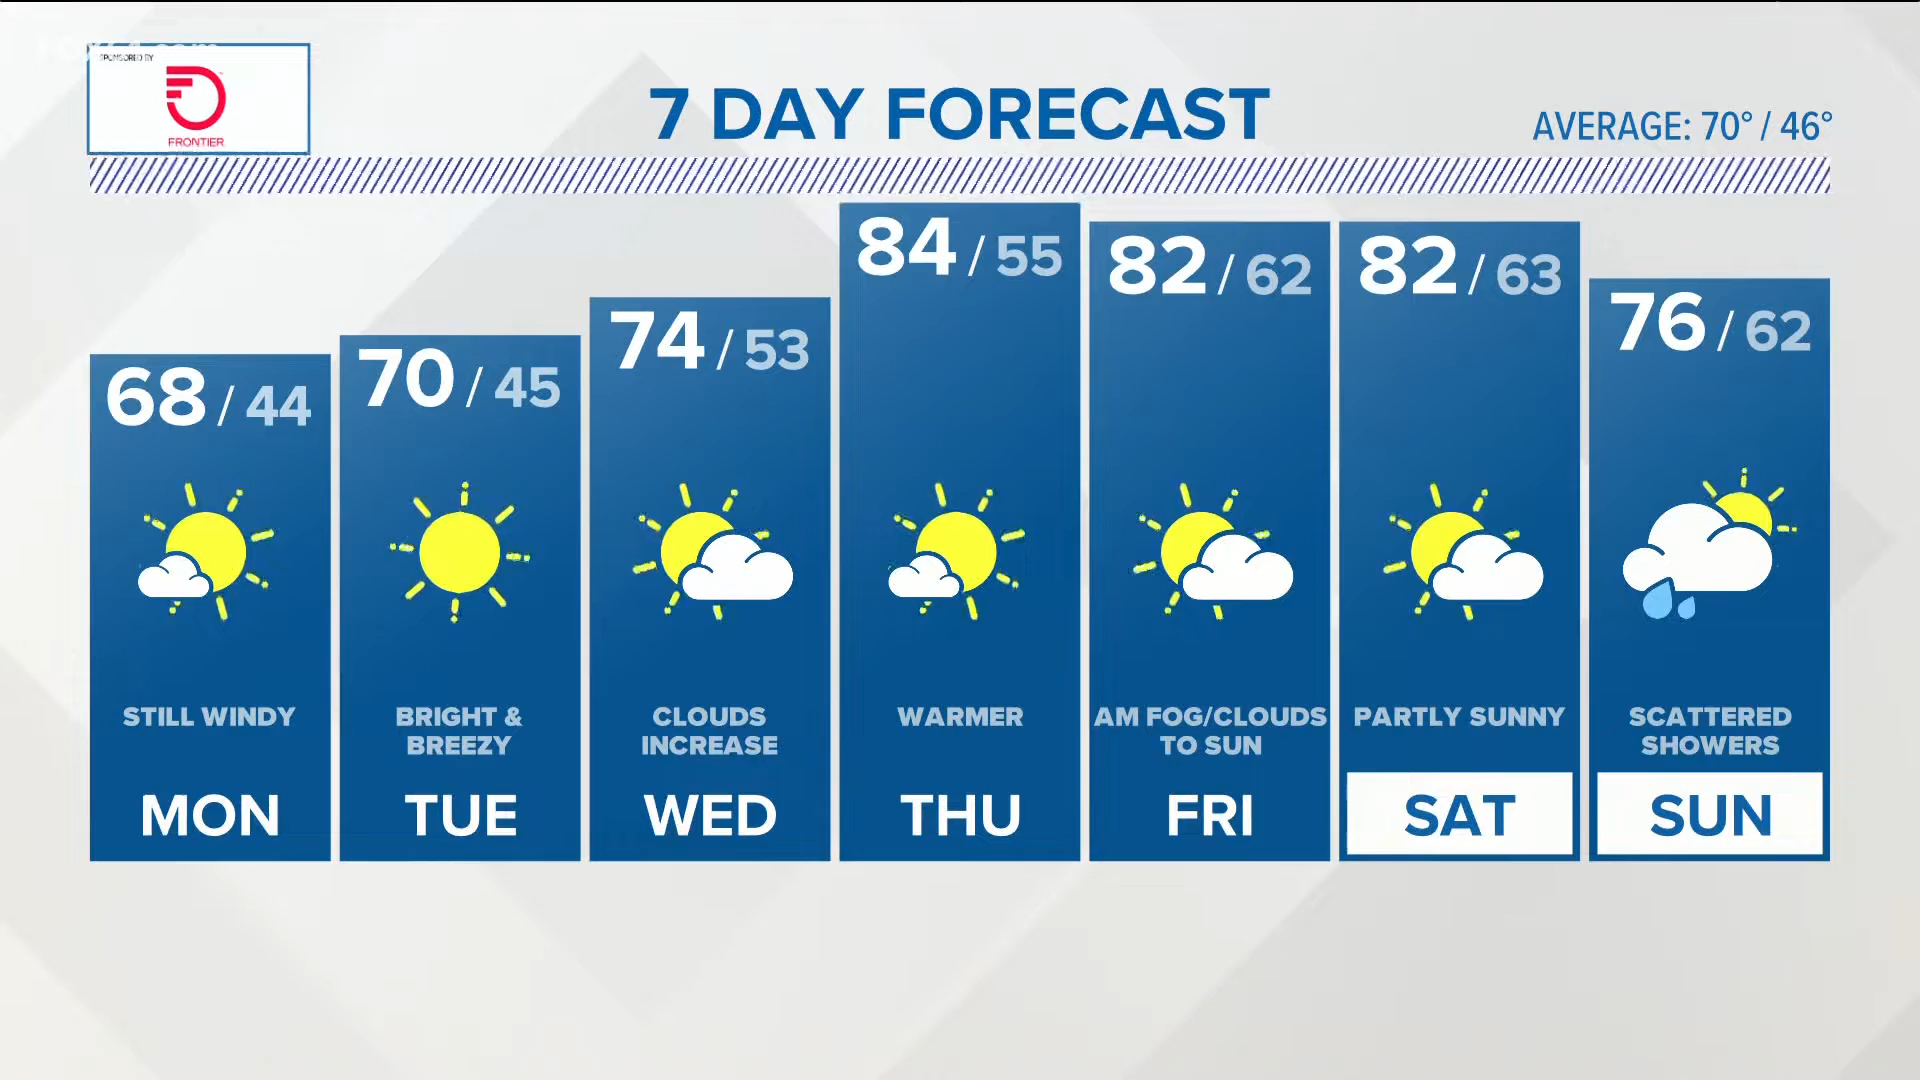 SPONSORED BY
FRONTIER
7 DAY FORECAST
AVERAGE: 70° / 46°
68 / 44
STILL WINDY
MON
70 / 45
BRIGHT &
BREEZY
TUE
74 / 53
CLOUDS
INCREASE
WED
84 / 55
WARMER
THU
82 / 62
AM FOG/CLOUDS
TO SUN
FRI
82 / 63
PARTLY SUNNY
SAT
76 / 62
SCATTERED
SHOWERS
SUN